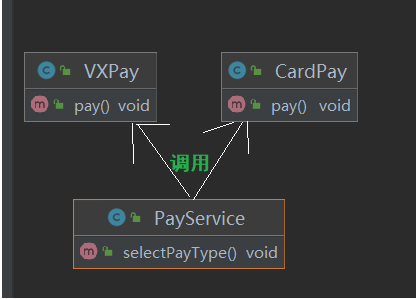 C VXPay
m pay() void
C CardPay
m pay() void
调用
C PayService
m selectPayType() void